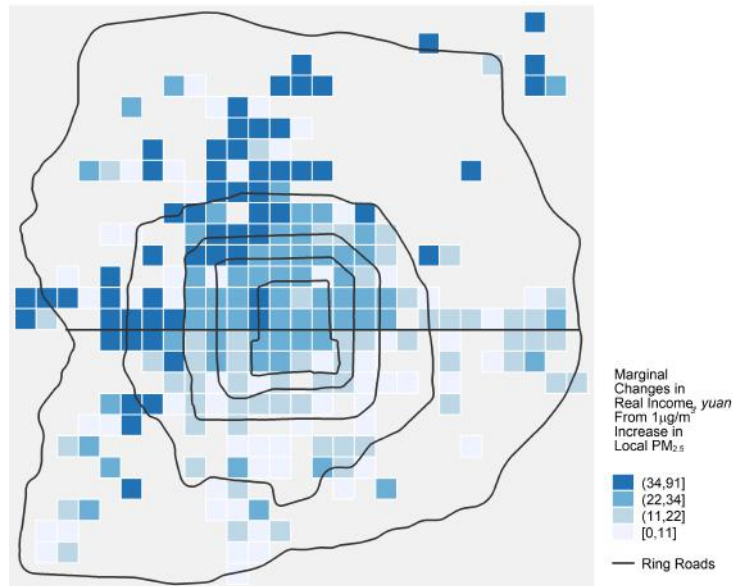 Marginal
Changes in
Real Income, yuan
From 1μg/m³
Increase in
Local PM₂.₅
(34,91]
(22,34]
(11,22]
[0,11]
Ring Roads